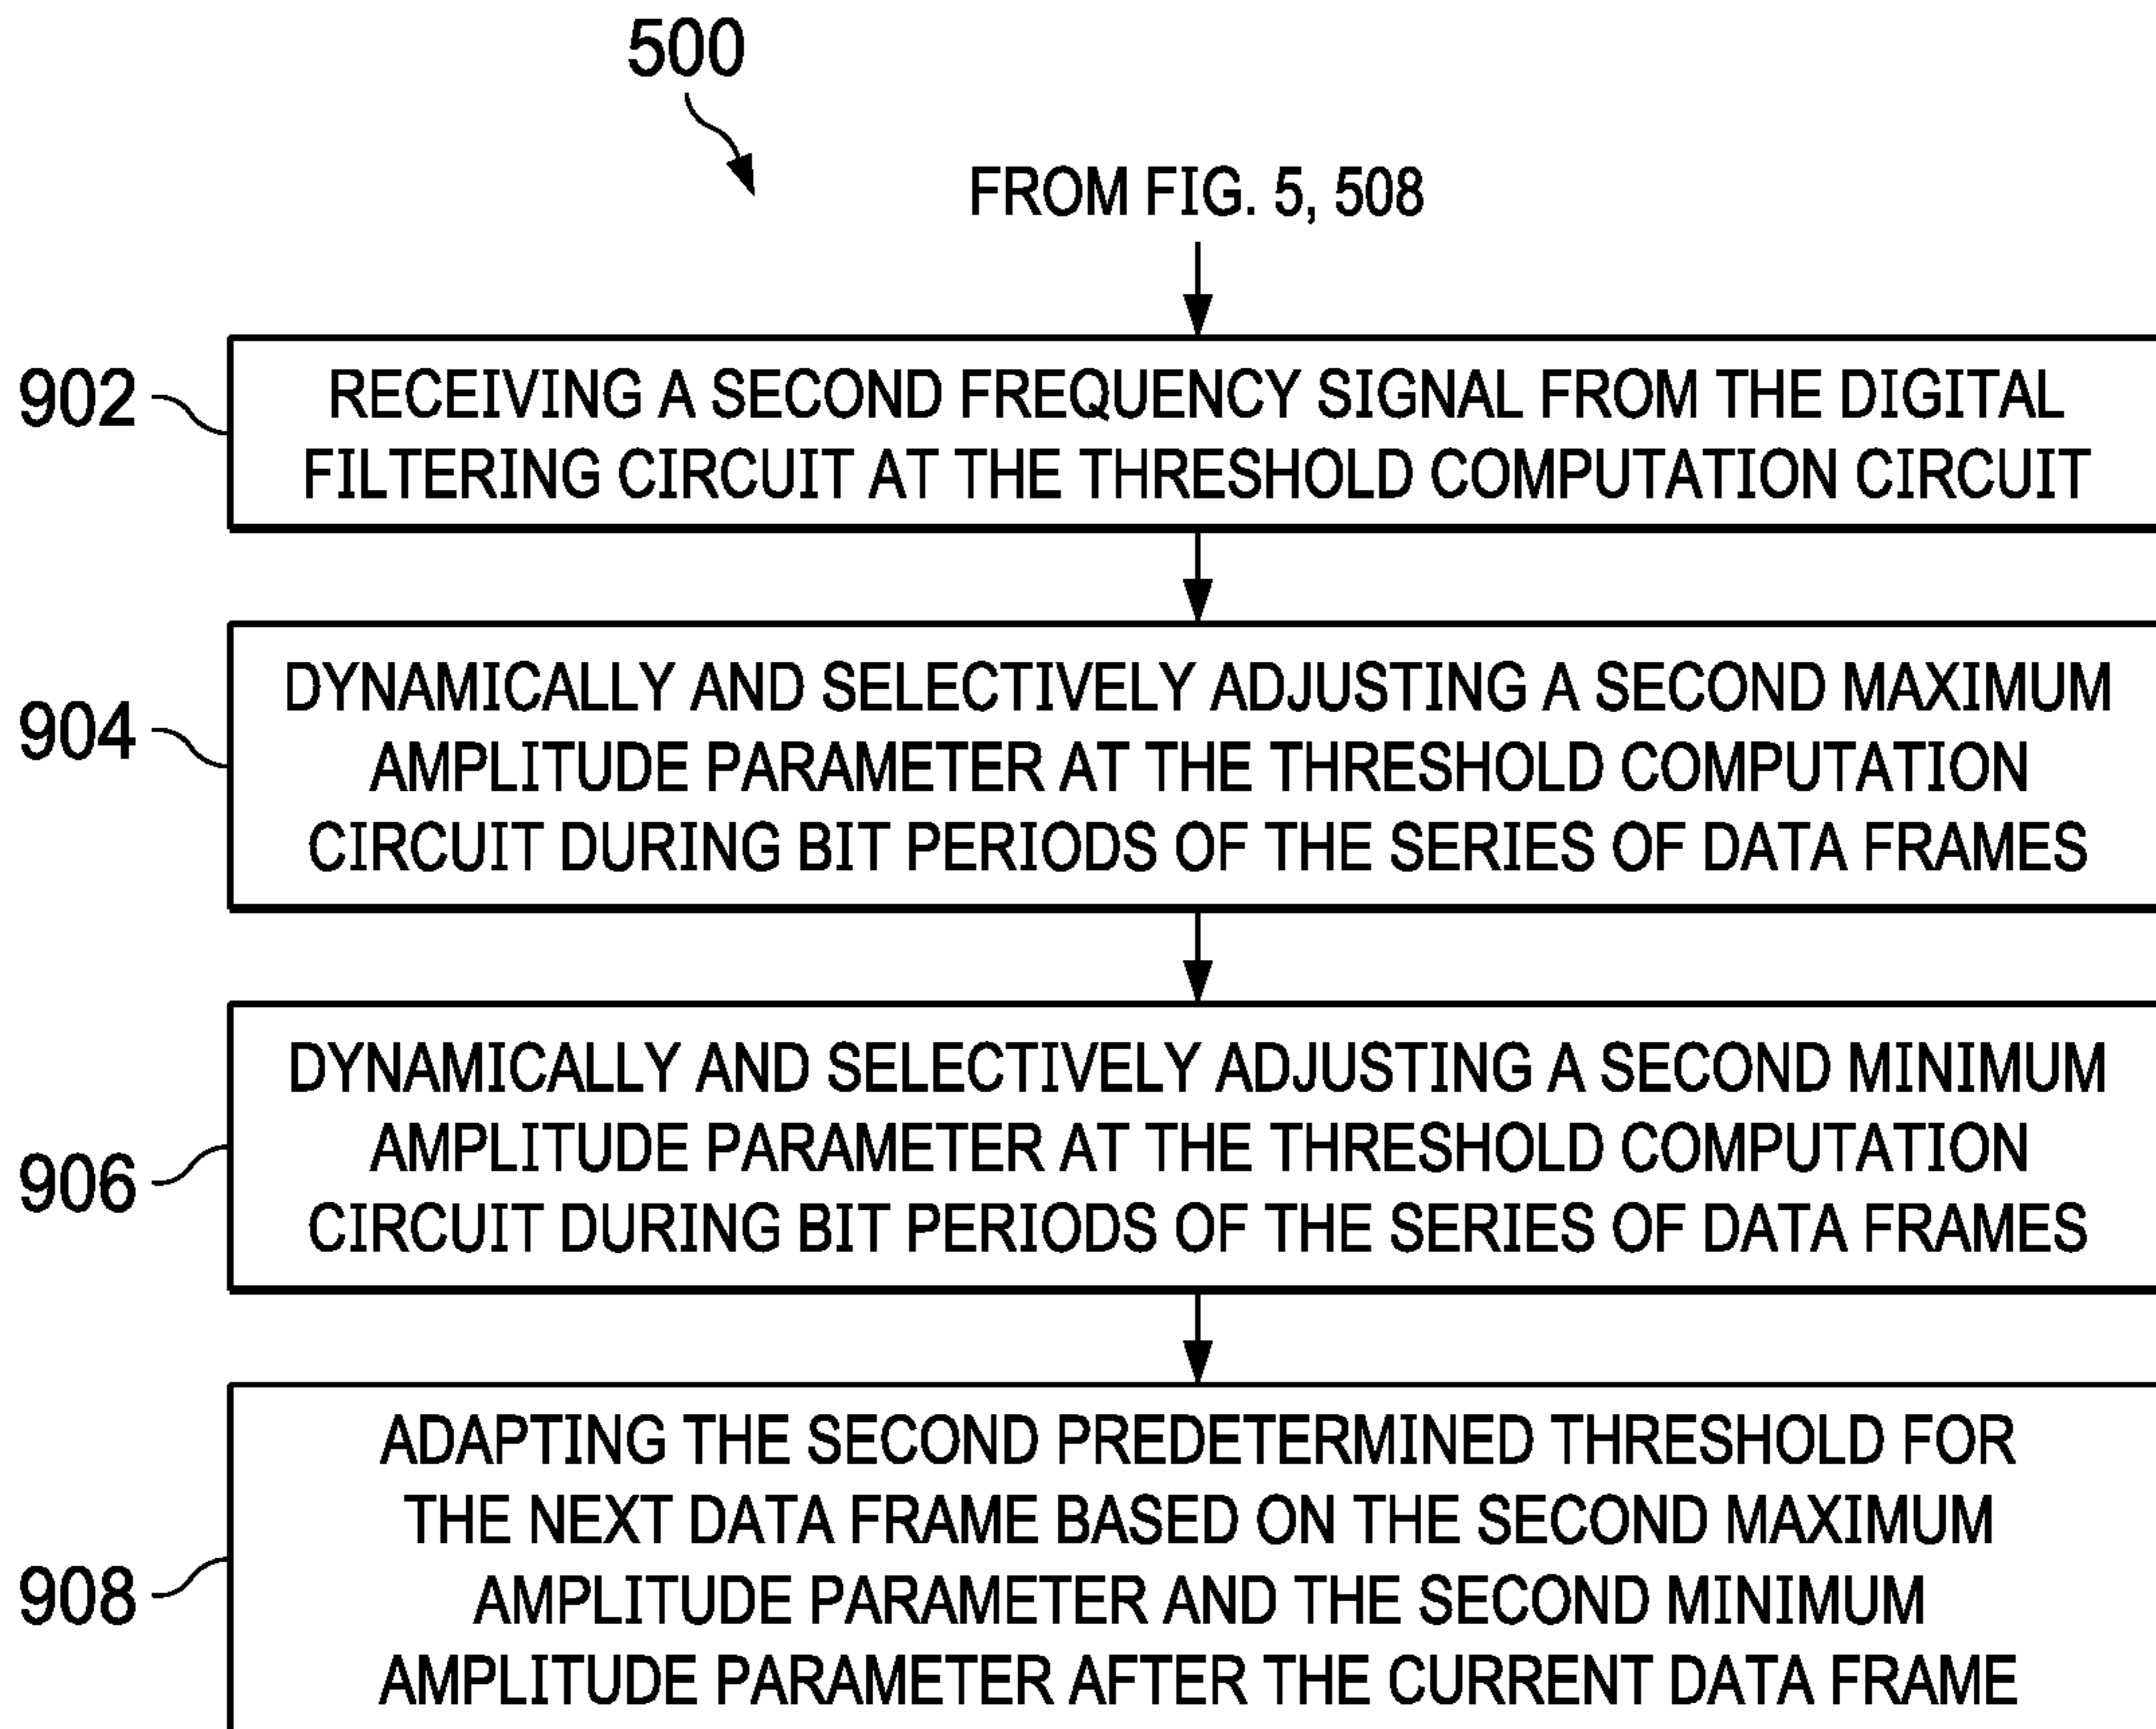 500
FROM FIG. 5, 508
902
RECEIVING A SECOND FREQUENCY SIGNAL FROM THE DIGITAL
FILTERING CIRCUIT AT THE THRESHOLD COMPUTATION CIRCUIT
904
DYNAMICALLY AND SELECTIVELY ADJUSTING A SECOND MAXIMUM
AMPLITUDE PARAMETER AT THE THRESHOLD COMPUTATION
CIRCUIT DURING BIT PERIODS OF THE SERIES OF DATA FRAMES
906
DYNAMICALLY AND SELECTIVELY ADJUSTING A SECOND MINIMUM
AMPLITUDE PARAMETER AT THE THRESHOLD COMPUTATION
CIRCUIT DURING BIT PERIODS OF THE SERIES OF DATA FRAMES
908
ADAPTING THE SECOND PREDETERMINED THRESHOLD FOR
THE NEXT DATA FRAME BASED ON THE SECOND MAXIMUM
AMPLITUDE PARAMETER AND THE SECOND MINIMUM
AMPLITUDE PARAMETER AFTER THE CURRENT DATA FRAME